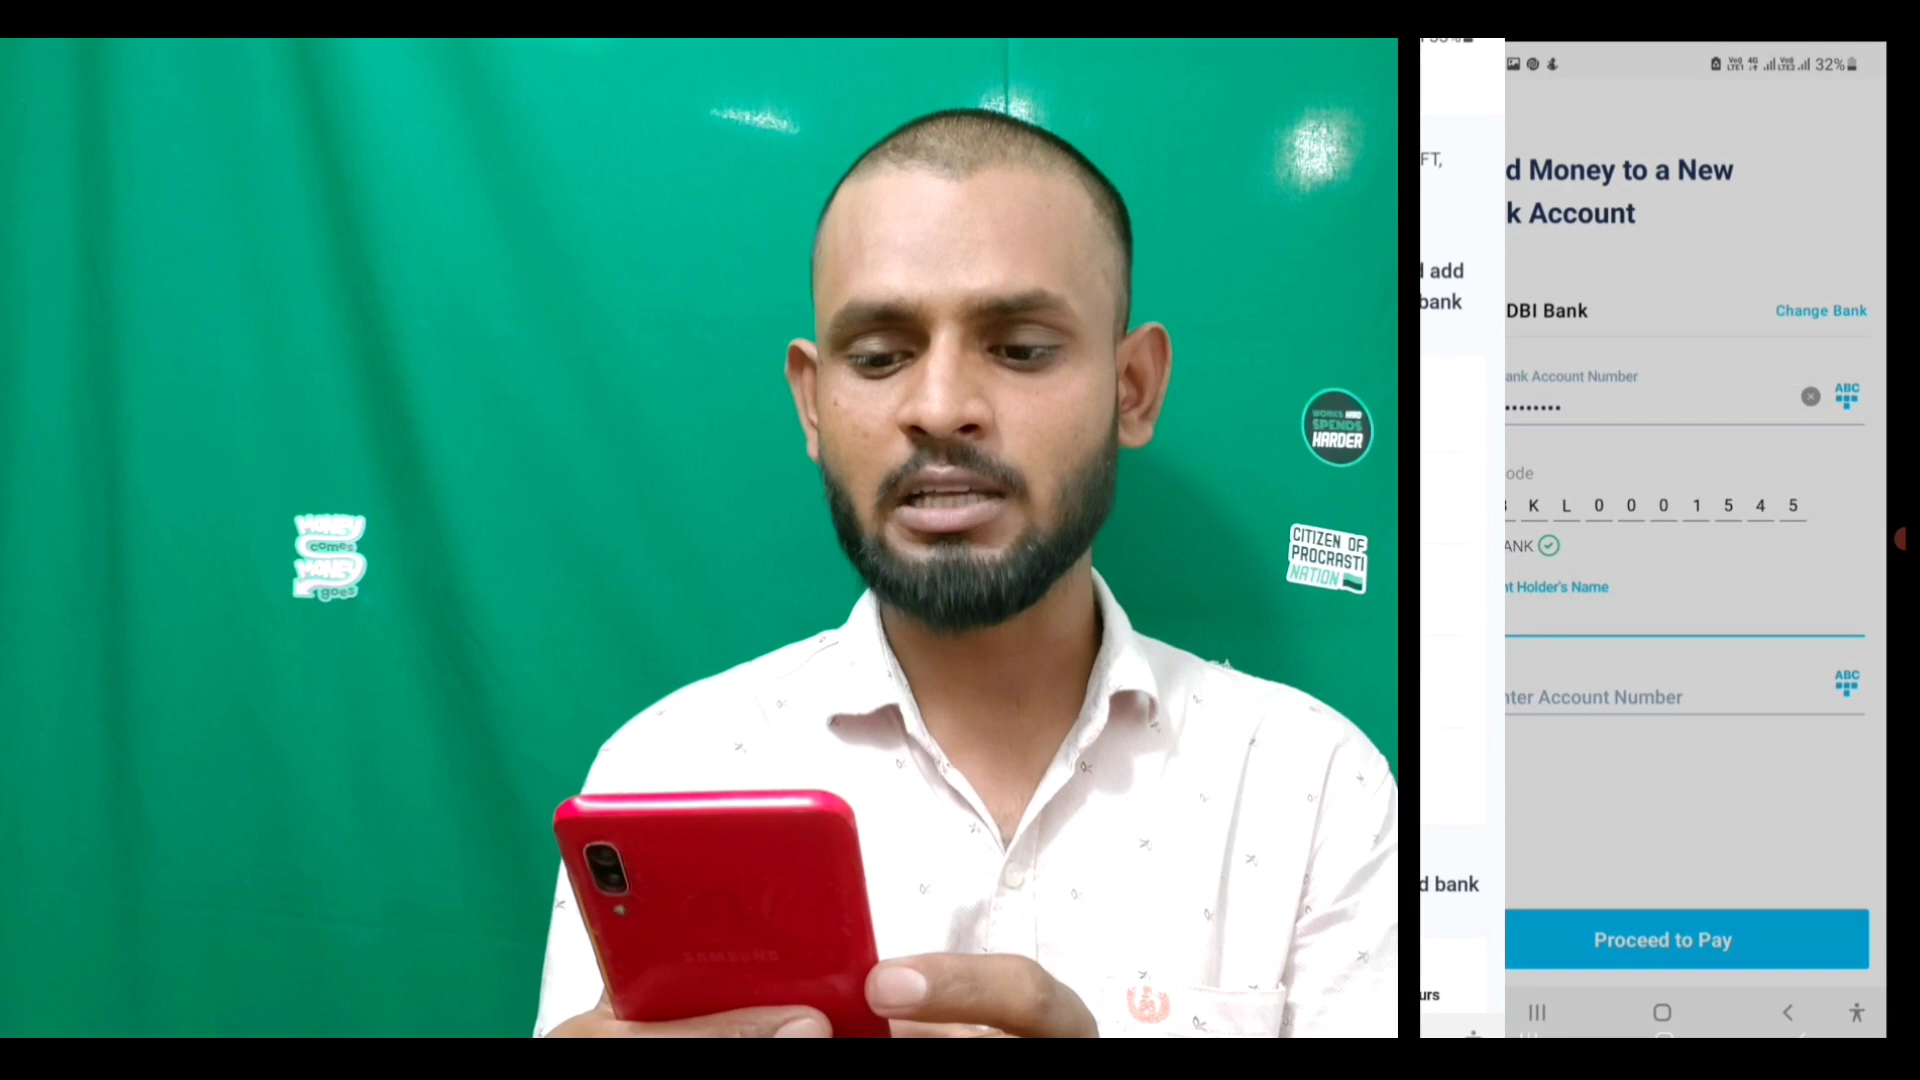 MONEY
comes
MONEY
goes
WORKS HARD
SPENDS
HARDER
CITIZEN OF
PROCRASTI
NATION
SAMSUNG
FT,
d add
bank
d bank
urs
32%
d Money to a New
k Account
DBI Bank
Change Bank
ank Account Number
ABC
ode
K L 0 0 0 1 5 4 5
ANK
nt Holder's Name
nter Account Number
ABC
Proceed to Pay